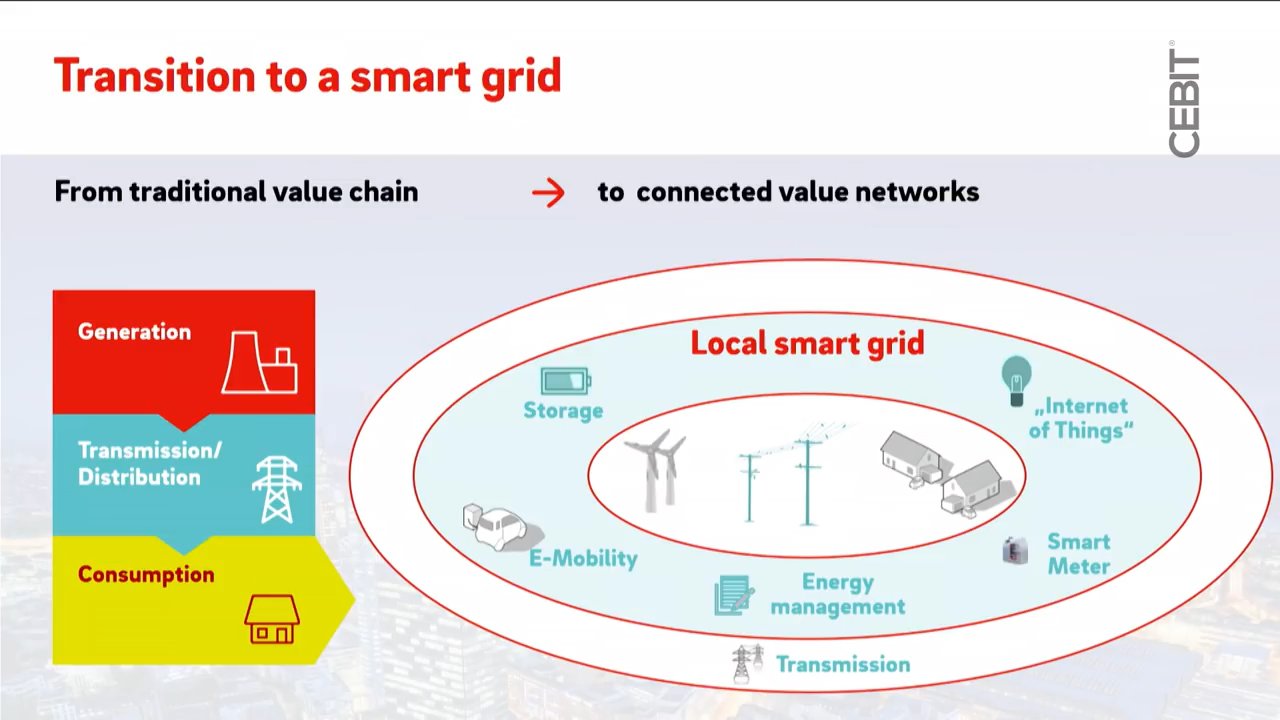 Transition to a smart grid
CEBIT®
From traditional value chain → to connected value networks
Generation
Transmission/
Distribution
Consumption
Local smart grid
Storage
„Internet
of Things“
E-Mobility
Smart
Meter
Energy
management
Transmission